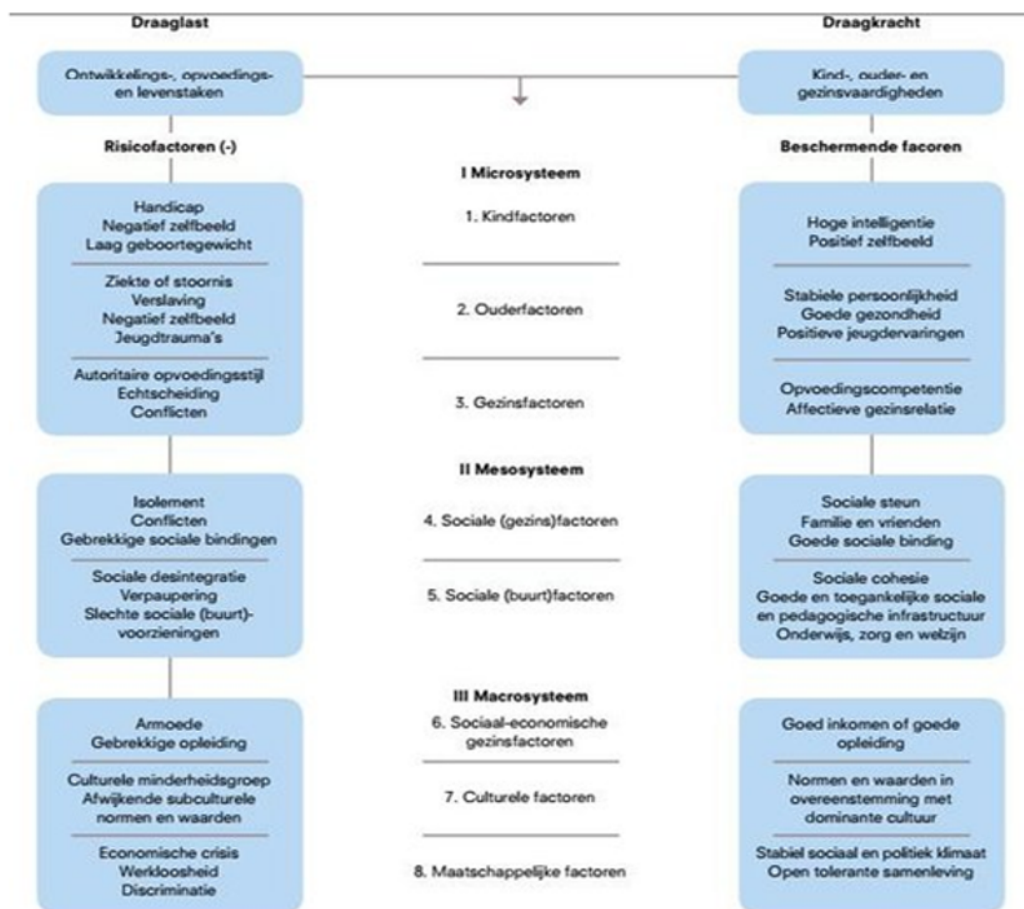 Draaglast
Draagkracht
Ontwikkelings-, opvoedings-
en levenstaken
Kind-, ouder- en
gezinsvaardigheden
Risicofactoren (-)
Beschermende facoren
I Microsysteem
Handicap
Negatief zelfbeeld
Laag geboortegewicht
1. Kindfactoren
Hoge intelligentie
Positief zelfbeeld
Ziekte of stoornis
Verslaving
Negatief zelfbeeld
Jeugdtrauma's
2. Ouderfactoren
Stabiele persoonlijkheid
Goede gezondheid
Positieve jeugdervaringen
Autoritaire opvoedingsstijl
Echtscheiding
Conflicten
3. Gezinsfactoren
Opvoedingscompetentie
Affectieve gezinsrelatie
II Mesosysteem
Isolement
Conflicten
Gebrekkige sociale bindingen
4. Sociale (gezins)factoren
Sociale steun
Familie en vrienden
Goede sociale binding
Sociale desintegratie
Verpaupering
Slechte sociale (buurt)-
voorzieningen
5. Sociale (buurt)factoren
Sociale cohesie
Goede en toegankelijke sociale
en pedagogische infrastructuur
Onderwijs, zorg en welzijn
III Macrosysteem
Armoede
Gebrekkige opleiding
6. Sociaal-economische
gezinsfactoren
Goed inkomen of goede
opleiding
Culturele minderheidsgroep
Afwijkende subculturele
normen en waarden
7. Culturele factoren
Normen en waarden in
overeenstemming met
dominante cultuur
Economische crisis
Werkloosheid
Discriminatie
8. Maatschappelijke factoren
Stabiel sociaal en politiek klimaat
Open tolerante samenleving